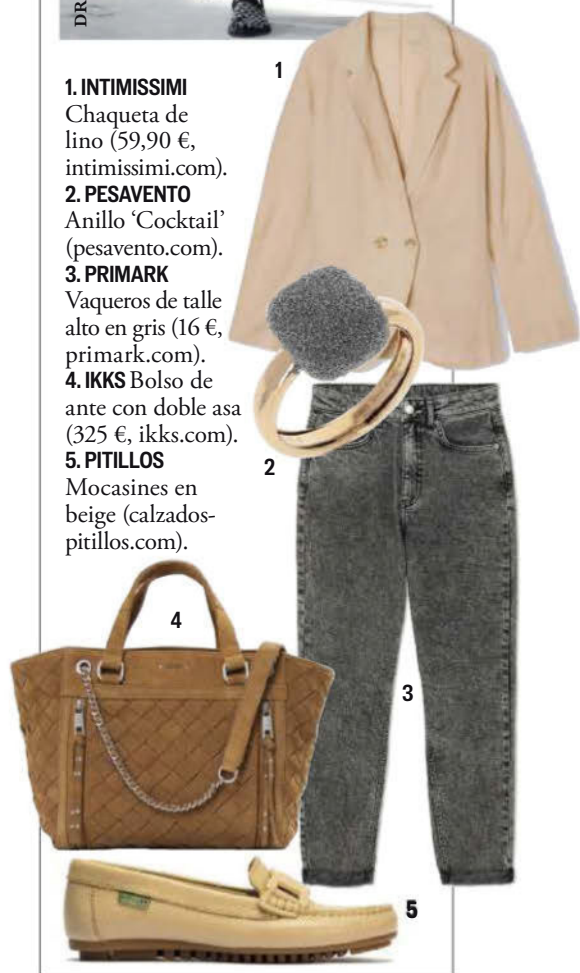 DR
1
1. INTIMISSIMI
Chaqueta de
lino (59,90 €,
intimissimi.com).
2. PESAVENTO
Anillo ‘Cocktail’
(pesavento.com).
3. PRIMARK
Vaqueros de talle
alto en gris (16 €,
primark.com).
4. IKKS Bolso de
ante con doble asa
(325 €, ikks.com).
5. PITILLOS
Mocasines en
beige (calzados-
pitillos.com).
2
4
3
5